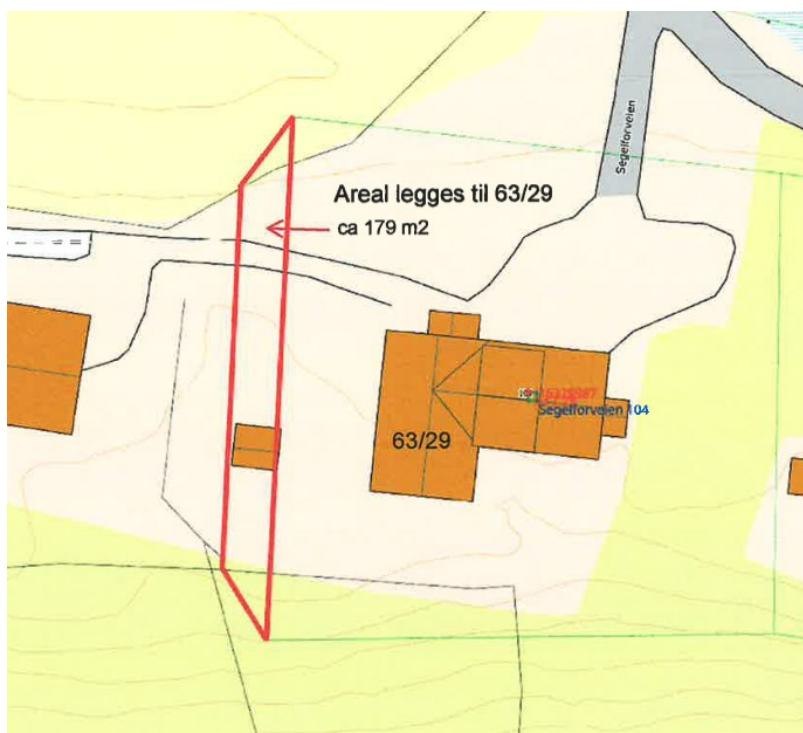 Segelforveien
Areal legges til 63/29
ca 179 m2
Segelforveien 104
63/29